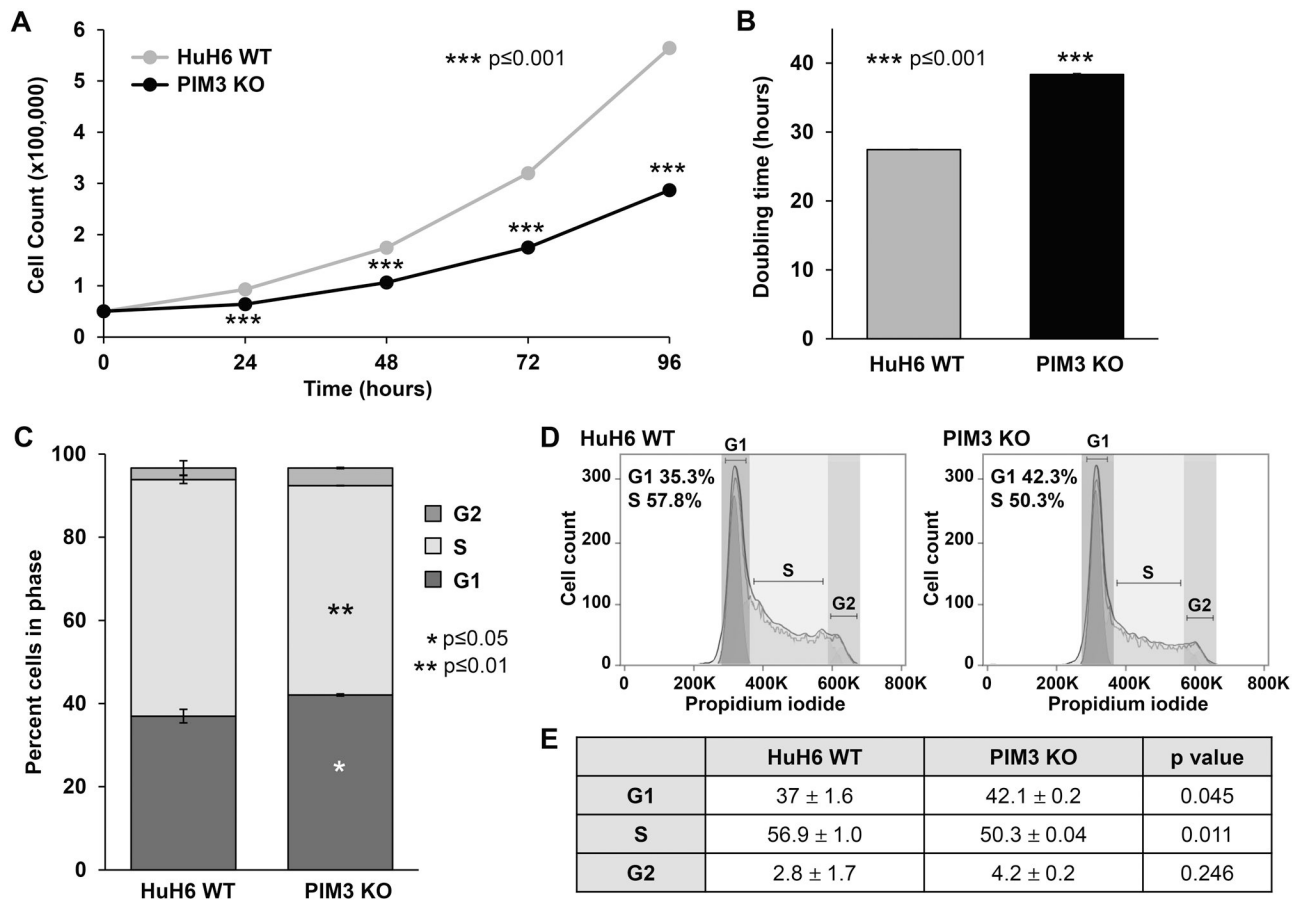 A
6
5
4
3
2
1
0
Cell Count (x100,000)
HuH6 WT
PIM3 KO
*** p≤0.001
***
***
***
***
0 24 48 72 96
Time (hours)
B
40
30
20
10
0
Doubling time (hours)
*** p≤0.001
***
HuH6 WT PIM3 KO
C
100
80
60
40
20
0
Percent cells in phase
**
*
HuH6 WT PIM3 KO
G2
S
G1
* p≤0.05
** p≤0.01
D
HuH6 WT
G1
G1 35.3%
S 57.8%
S
G2
300
200
100
0
Cell count
0 200K 400K 600K 800K
Propidium iodide
PIM3 KO
G1
G1 42.3%
S 50.3%
S
G2
300
200
100
0
Cell count
0 200K 400K 600K 800K
Propidium iodide
E
HuH6 WT PIM3 KO p value
G1 37 ± 1.6 42.1 ± 0.2 0.045
S 56.9 ± 1.0 50.3 ± 0.04 0.011
G2 2.8 ± 1.7 4.2 ± 0.2 0.246